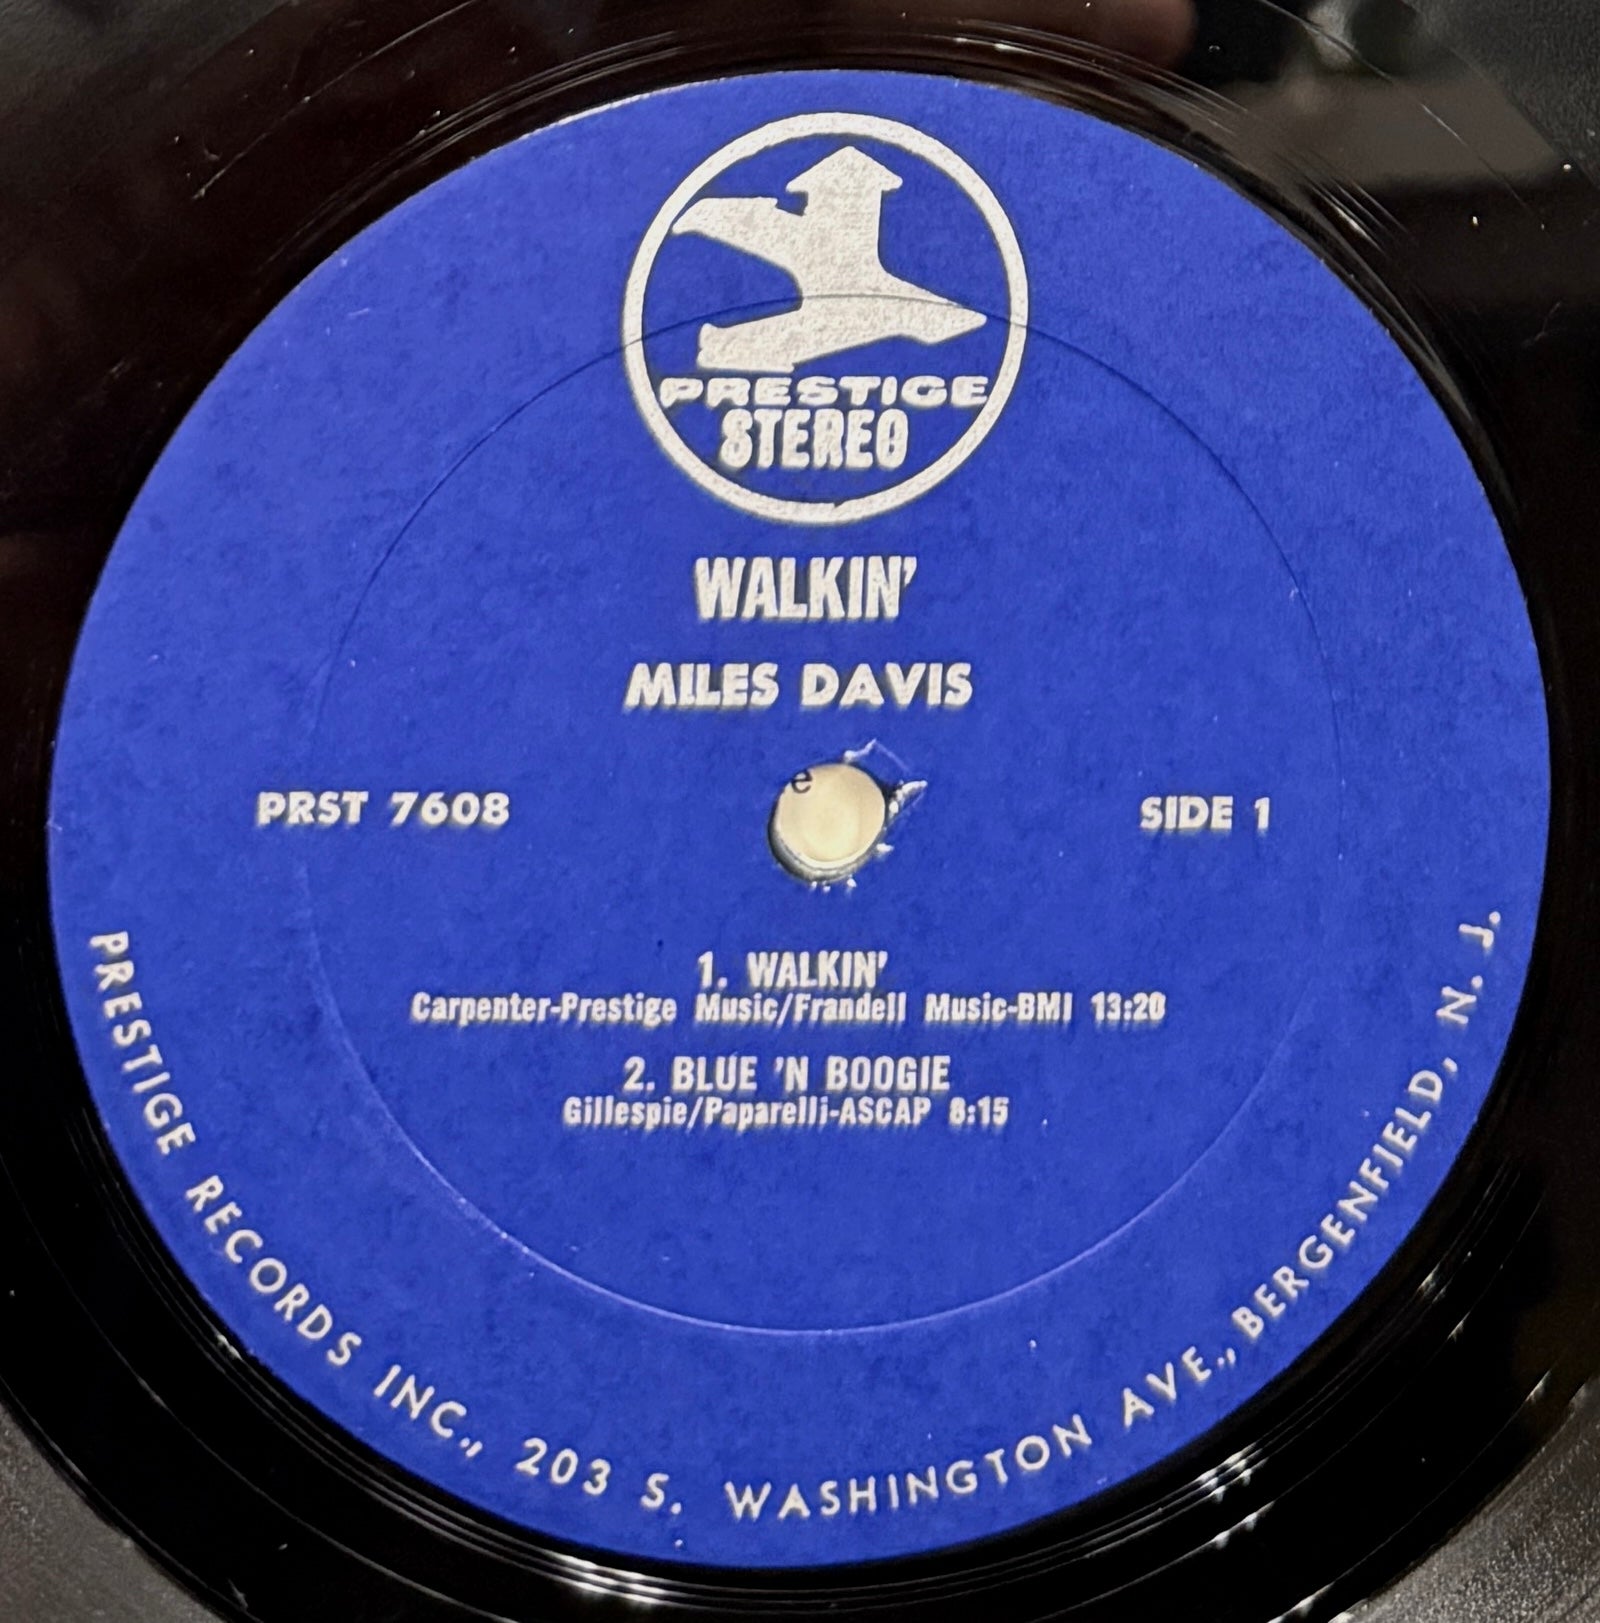 PRESTIGE
STEREO
WALKIN'
MILES DAVIS
PRST 7608
SIDE 1
1. WALKIN'
Carpenter-Prestige Music/Frandell Music-BMI 13:20
2. BLUE 'N BOOGIE
Gillespie/Paparelli-ASCAP 8:15
PRESTIGE RECORDS INC., 203 S. WASHINGTON AVE., BERGENFIELD, N. J.
e